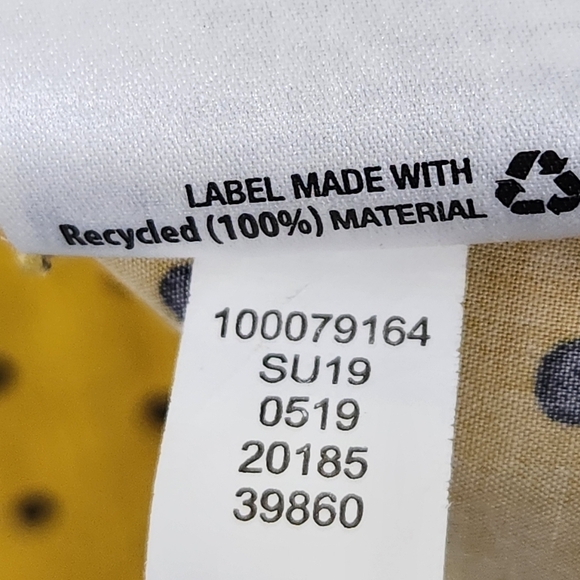 LABEL MADE WITH
Recycled (100%) MATERIAL
100079164
SU19
0519
20185
39860